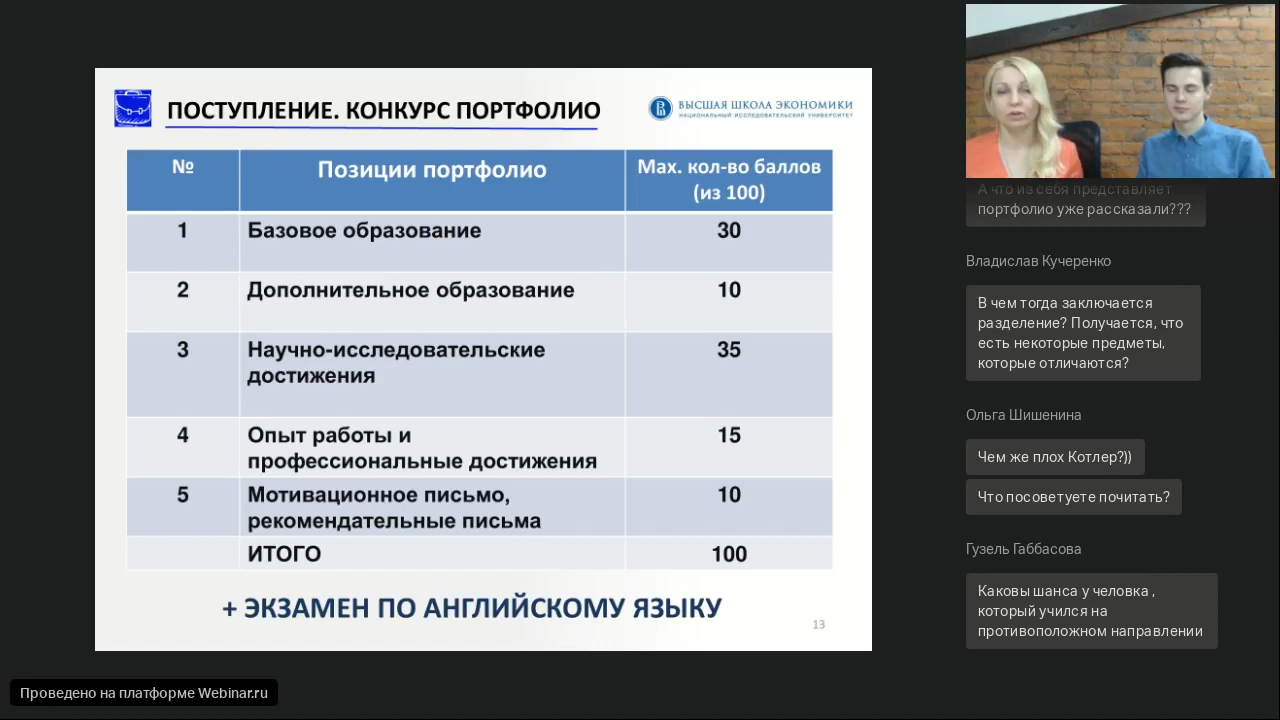 ПОСТУПЛЕНИЕ. КОНКУРС ПОРТФОЛИО
ВЫСШАЯ ШКОЛА ЭКОНОМИКИ
НАЦИОНАЛЬНЫЙ ИССЛЕДОВАТЕЛЬСКИЙ УНИВЕРСИТЕТ
№ Позиции портфолио Мах. кол-во баллов
(из 100)
1 Базовое образование 30
2 Дополнительное образование 10
3 Научно-исследовательские 35
достижения
4 Опыт работы и 15
профессиональные достижения
5 Мотивационное письмо, 10
рекомендательные письма
ИТОГО 100
+ ЭКЗАМЕН ПО АНГЛИЙСКОМУ ЯЗЫКУ
13
А что из себя представляет
портфолио уже рассказали???
Владислав Кучеренко
В чем тогда заключается
разделение? Получается, что
есть некоторые предметы,
которые отличаются?
Ольга Шишенина
Чем же плох Котлер?))
Что посоветуете почитать?
Гузель Габбасова
Каковы шанса у человека ,
который учился на
противоположном направлении
Проведено на платформе Webinar.ru